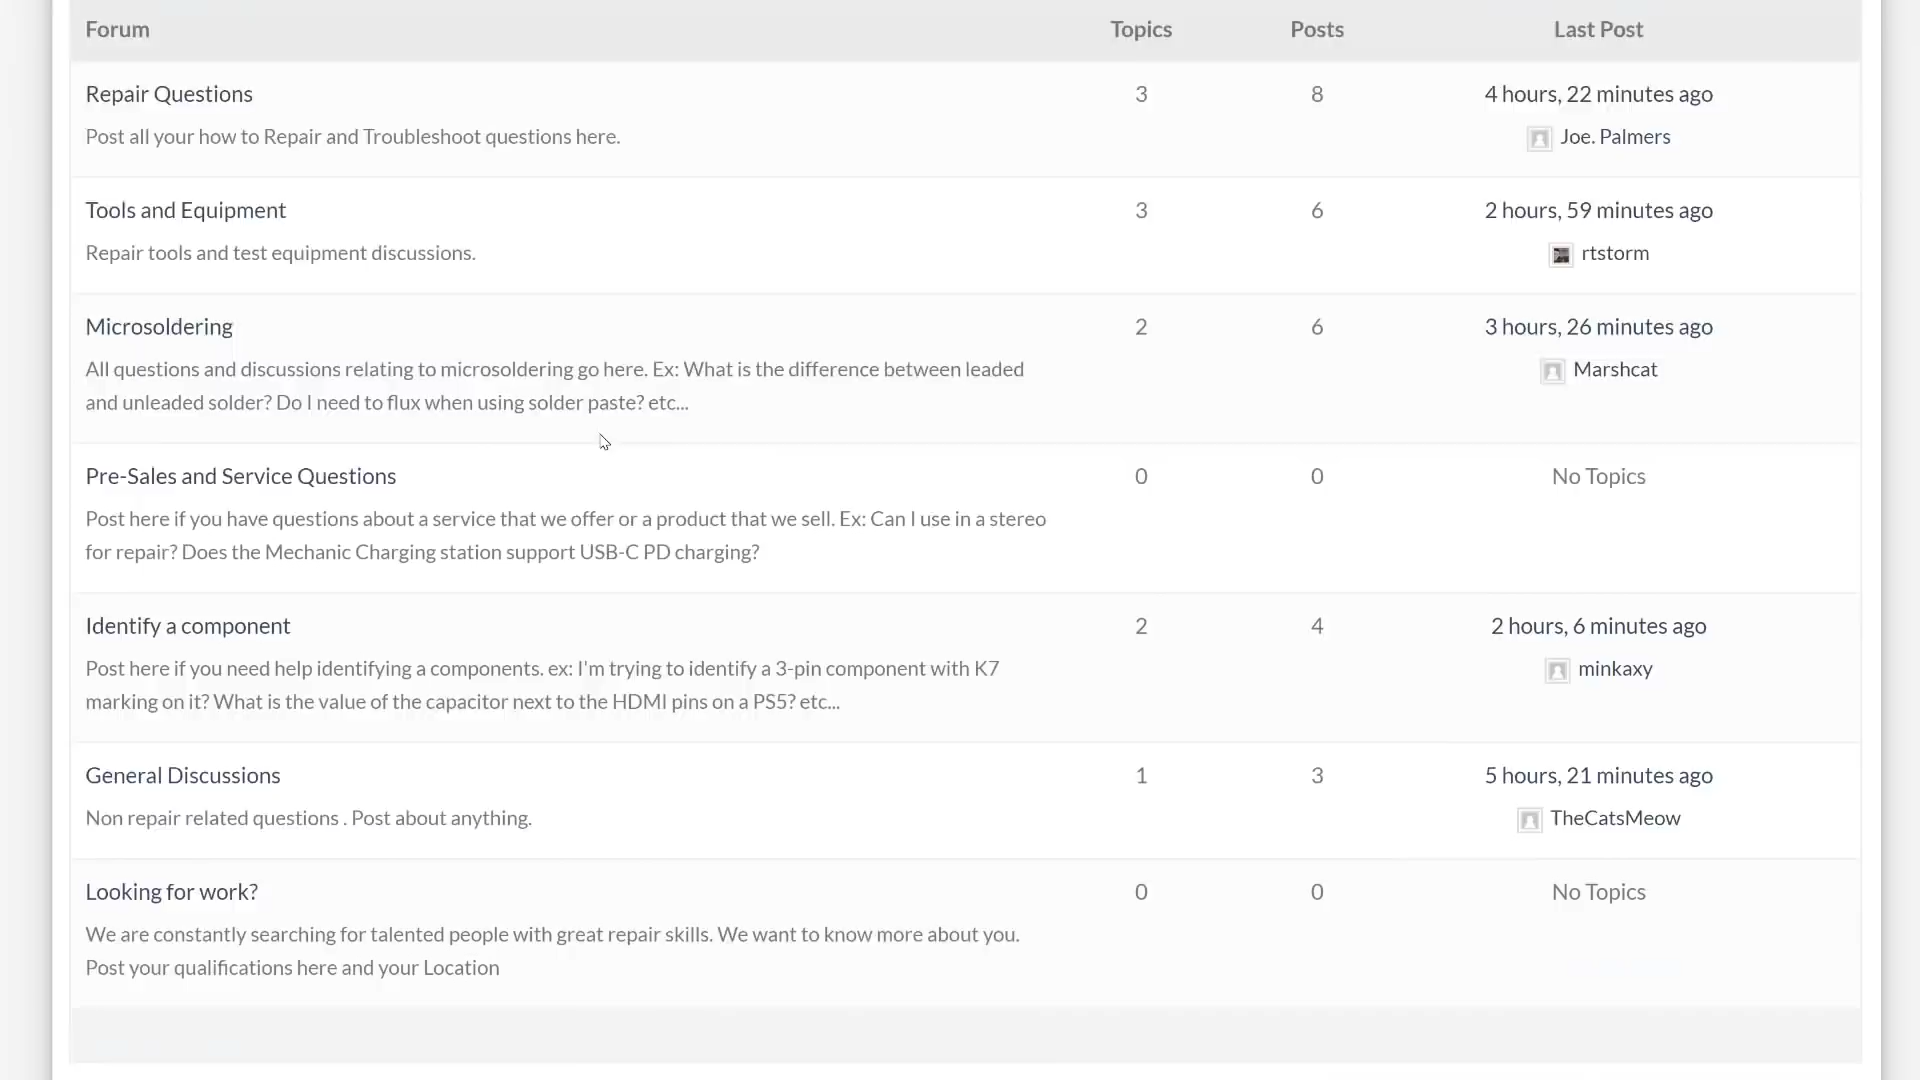 Forum Topics Posts Last Post
Repair Questions 3 8 4 hours, 22 minutes ago
Post all your how to Repair and Troubleshoot questions here. Joe. Palmers
Tools and Equipment 3 6 2 hours, 59 minutes ago
Repair tools and test equipment discussions. rtstorm
Microsoldering 2 6 3 hours, 26 minutes ago
All questions and discussions relating to microsoldering go here. Ex: What is the difference between leaded Marshcat
and unleaded solder? Do I need to flux when using solder paste? etc...
Pre-Sales and Service Questions 0 0 No Topics
Post here if you have questions about a service that we offer or a product that we sell. Ex: Can I use in a stereo
for repair? Does the Mechanic Charging station support USB-C PD charging?
Identify a component 2 4 2 hours, 6 minutes ago
Post here if you need help identifying a components. ex: I'm trying to identify a 3-pin component with K7 minkaxy
marking on it? What is the value of the capacitor next to the HDMI pins on a PS5? etc...
General Discussions 1 3 5 hours, 21 minutes ago
Non repair related questions . Post about anything. TheCatsMeow
Looking for work? 0 0 No Topics
We are constantly searching for talented people with great repair skills. We want to know more about you.
Post your qualifications here and your Location